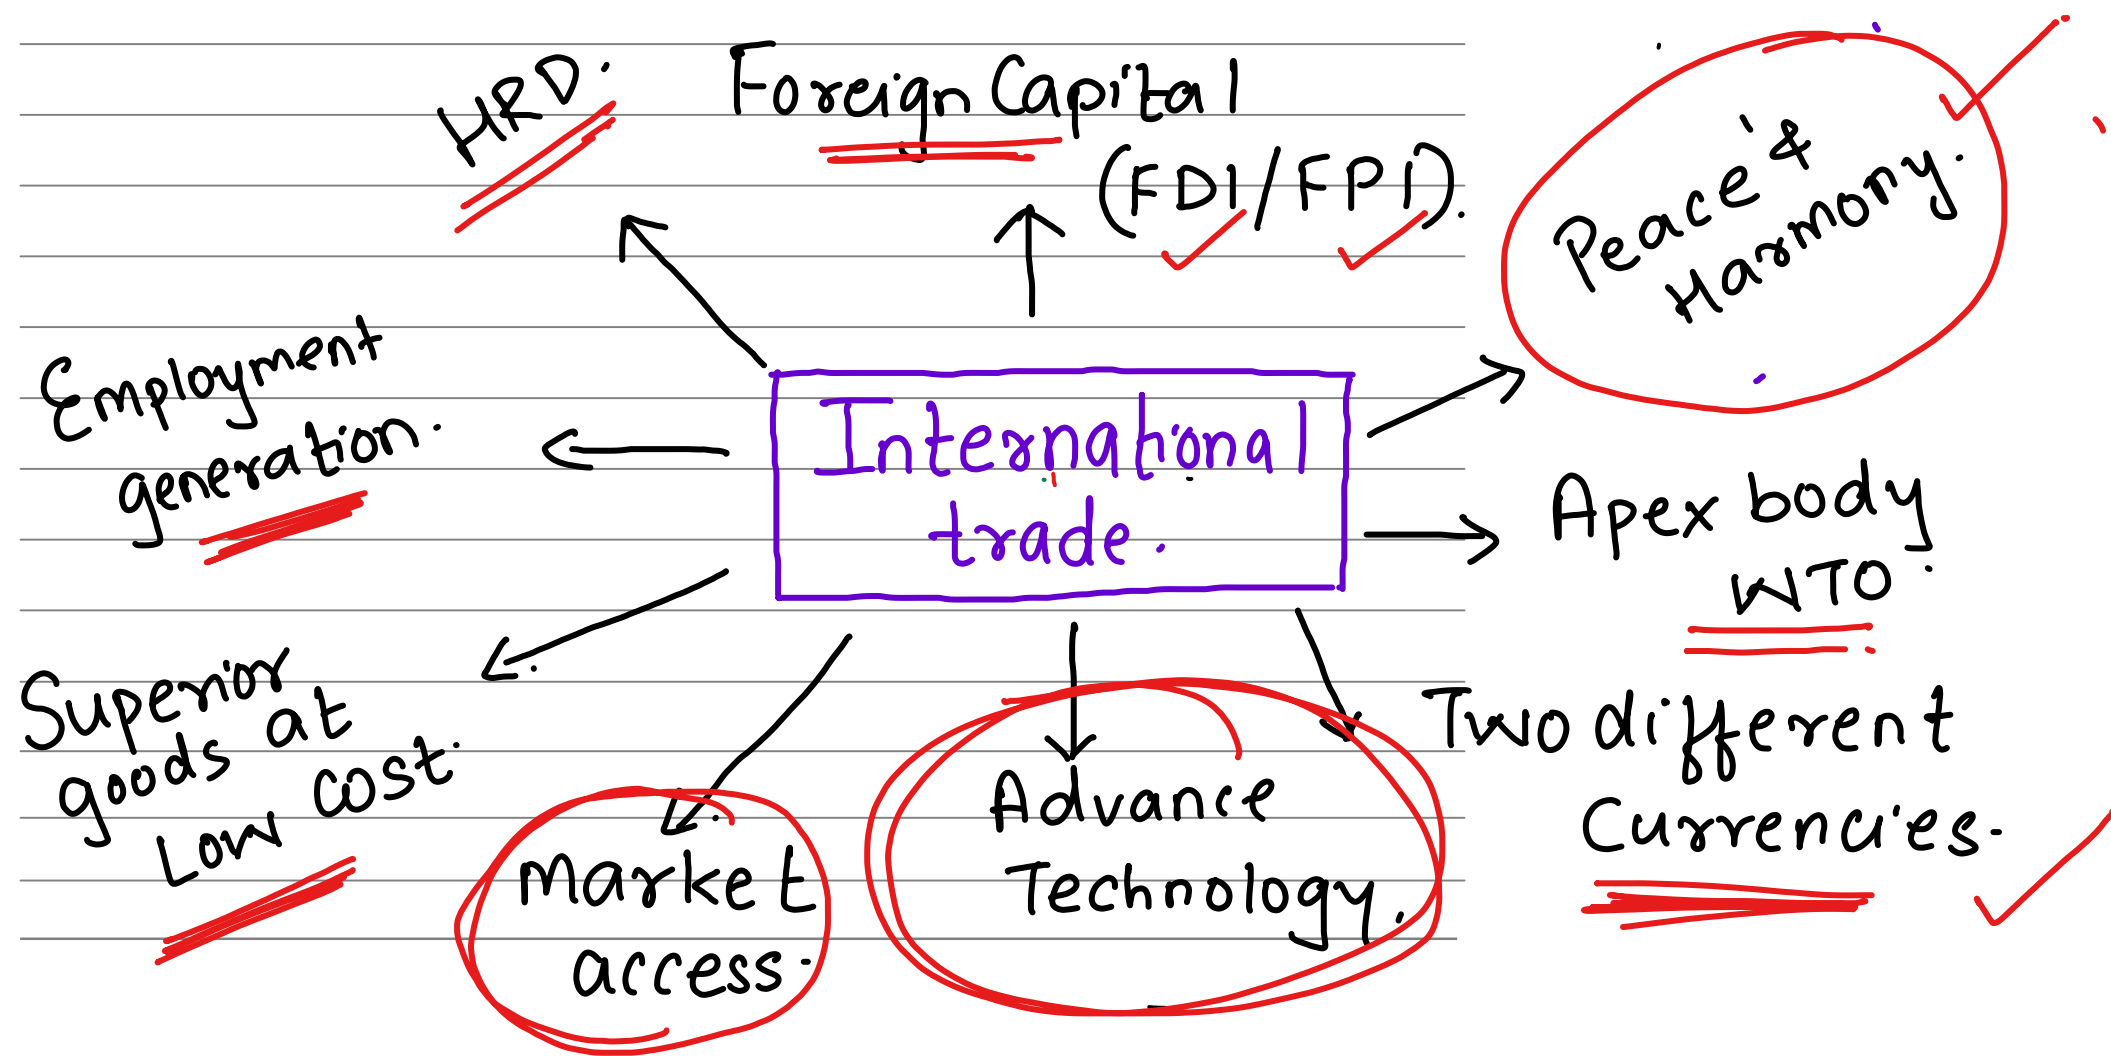 HRD.
Foreign Capital
(FDI/FPI).
Peace &
Harmony.
Employment
generation.
International
trade.
Apex body
WTO.
Superior
goods at
Low cost.
Market
access.
Advance
Technology.
Two different
Currencies.